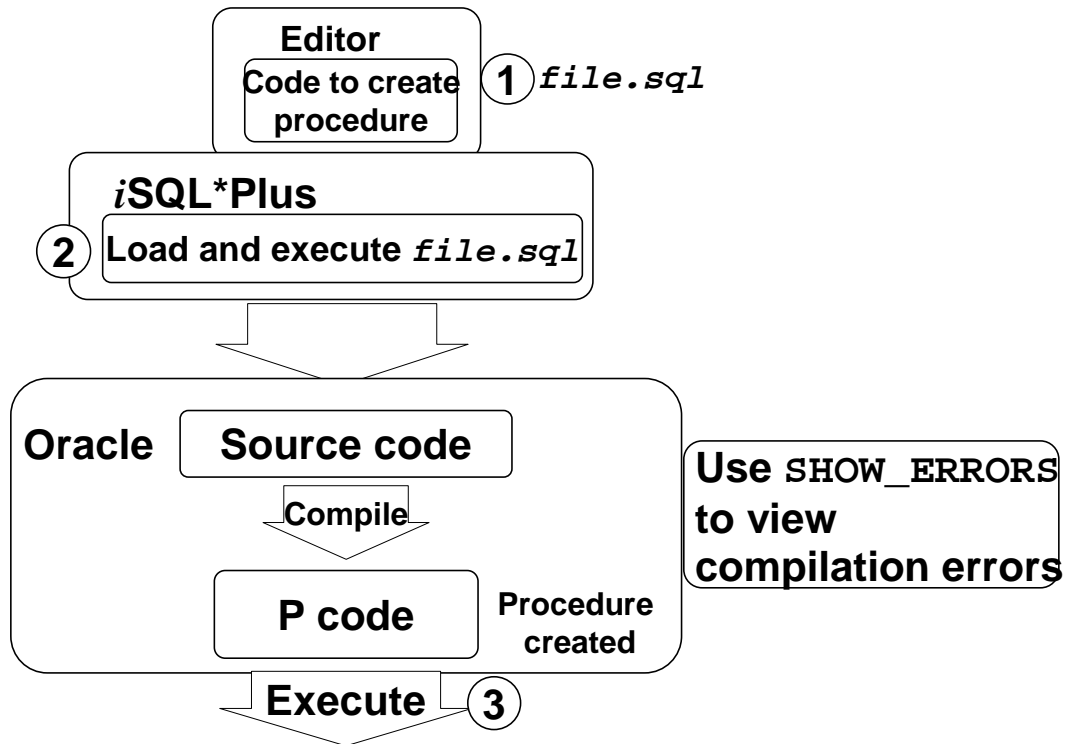 Editor
Code to create
procedure
1 file.sql
iSQL*Plus
2 Load and execute file.sql
Oracle
Source code
Compile
P code
Procedure
created
Use SHOW_ERRORS
to view
compilation errors
Execute 3